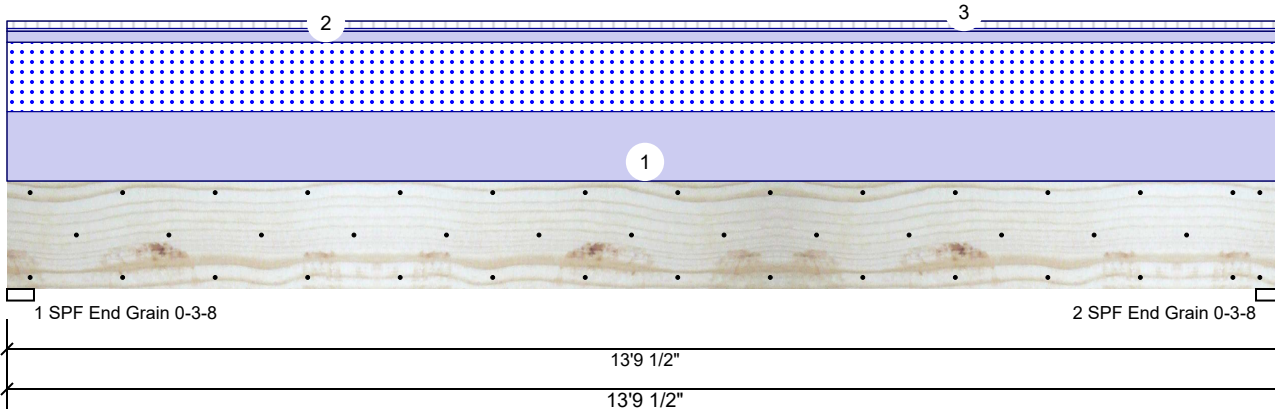 2
3
1
1 SPF End Grain 0-3-8
2 SPF End Grain 0-3-8
13'9 1/2"
13'9 1/2"